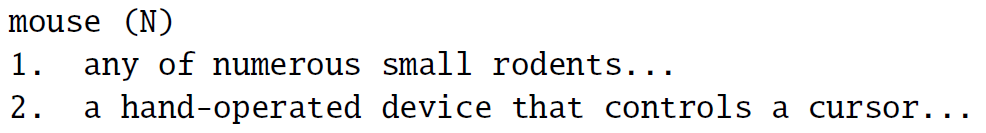 mouse (N)
1. any of numerous small rodents...
2. a hand-operated device that controls a cursor...